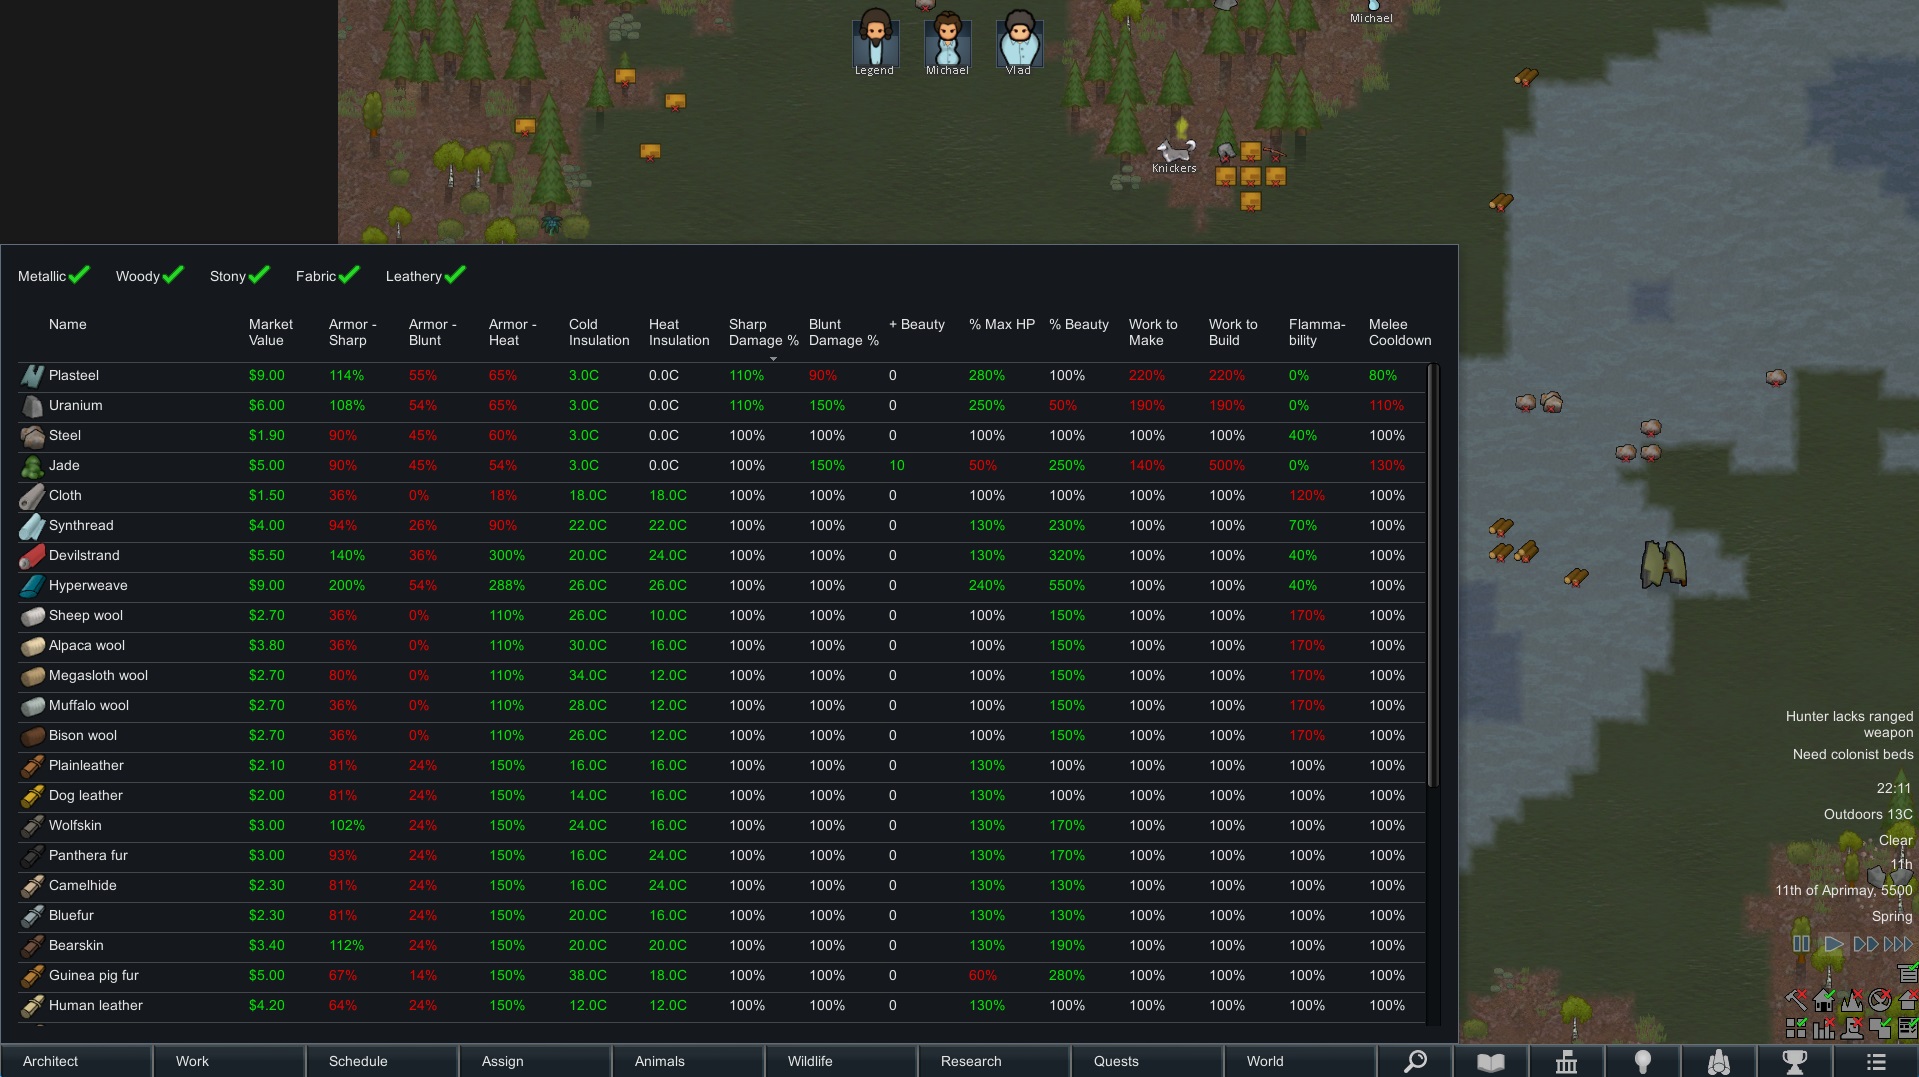 Michael
Legend Michael Vlad
Knickers
Metallic Woody Stony Fabric Leathery
Name Market Value Armor - Sharp Armor - Blunt Armor - Heat Cold Insulation Heat Insulation Sharp Damage % Blunt Damage % + Beauty % Max HP % Beauty Work to Make Work to Build Flamma-bility Melee Cooldown
Plasteel $9.00 114% 55% 65% 3.0C 0.0C 110% 90% 0 280% 100% 220% 220% 0% 80%
Uranium $6.00 108% 54% 65% 3.0C 0.0C 110% 150% 0 250% 50% 190% 190% 0% 110%
Steel $1.90 90% 45% 60% 3.0C 0.0C 100% 100% 0 100% 100% 100% 100% 40% 100%
Jade $5.00 90% 45% 54% 3.0C 0.0C 100% 150% 10 50% 250% 140% 500% 0% 130%
Cloth $1.50 36% 0% 18% 18.0C 18.0C 100% 100% 0 100% 100% 100% 100% 120% 100%
Synthread $4.00 94% 26% 90% 22.0C 22.0C 100% 100% 0 130% 230% 100% 100% 70% 100%
Devilstrand $5.50 140% 36% 300% 20.0C 24.0C 100% 100% 0 130% 320% 100% 100% 40% 100%
Hyperweave $9.00 200% 54% 288% 26.0C 26.0C 100% 100% 0 240% 550% 100% 100% 40% 100%
Sheep wool $2.70 36% 0% 110% 26.0C 10.0C 100% 100% 0 100% 150% 100% 100% 170% 100%
Alpaca wool $3.80 36% 0% 110% 30.0C 16.0C 100% 100% 0 100% 150% 100% 100% 170% 100%
Megasloth wool $2.70 80% 0% 110% 34.0C 12.0C 100% 100% 0 100% 150% 100% 100% 170% 100%
Muffalo wool $2.70 36% 0% 110% 28.0C 12.0C 100% 100% 0 100% 150% 100% 100% 170% 100%
Bison wool $2.70 36% 0% 110% 26.0C 12.0C 100% 100% 0 100% 150% 100% 100% 170% 100%
Plainleather $2.10 81% 24% 150% 16.0C 16.0C 100% 100% 0 130% 100% 100% 100% 100% 100%
Dog leather $2.00 81% 24% 150% 14.0C 16.0C 100% 100% 0 130% 100% 100% 100% 100% 100%
Wolfskin $3.00 102% 24% 150% 24.0C 16.0C 100% 100% 0 130% 170% 100% 100% 100% 100%
Panthera fur $3.00 93% 24% 150% 16.0C 24.0C 100% 100% 0 130% 170% 100% 100% 100% 100%
Camelhide $2.30 81% 24% 150% 16.0C 24.0C 100% 100% 0 130% 130% 100% 100% 100% 100%
Bluefur $2.30 81% 24% 150% 20.0C 16.0C 100% 100% 0 130% 130% 100% 100% 100% 100%
Bearskin $3.40 112% 24% 150% 20.0C 20.0C 100% 100% 0 130% 190% 100% 100% 100% 100%
Guinea pig fur $5.00 67% 14% 150% 38.0C 18.0C 100% 100% 0 60% 280% 100% 100% 100% 100%
Human leather $4.20 64% 24% 150% 12.0C 12.0C 100% 100% 0 130% 100% 100% 100% 100% 100%
Hunter lacks ranged
weapon
Need colonist beds
22:11
Outdoors 13C
Clear
11h
11th of Aprimay, 5500
Spring
Architect Work Schedule Assign Animals Wildlife Research Quests World